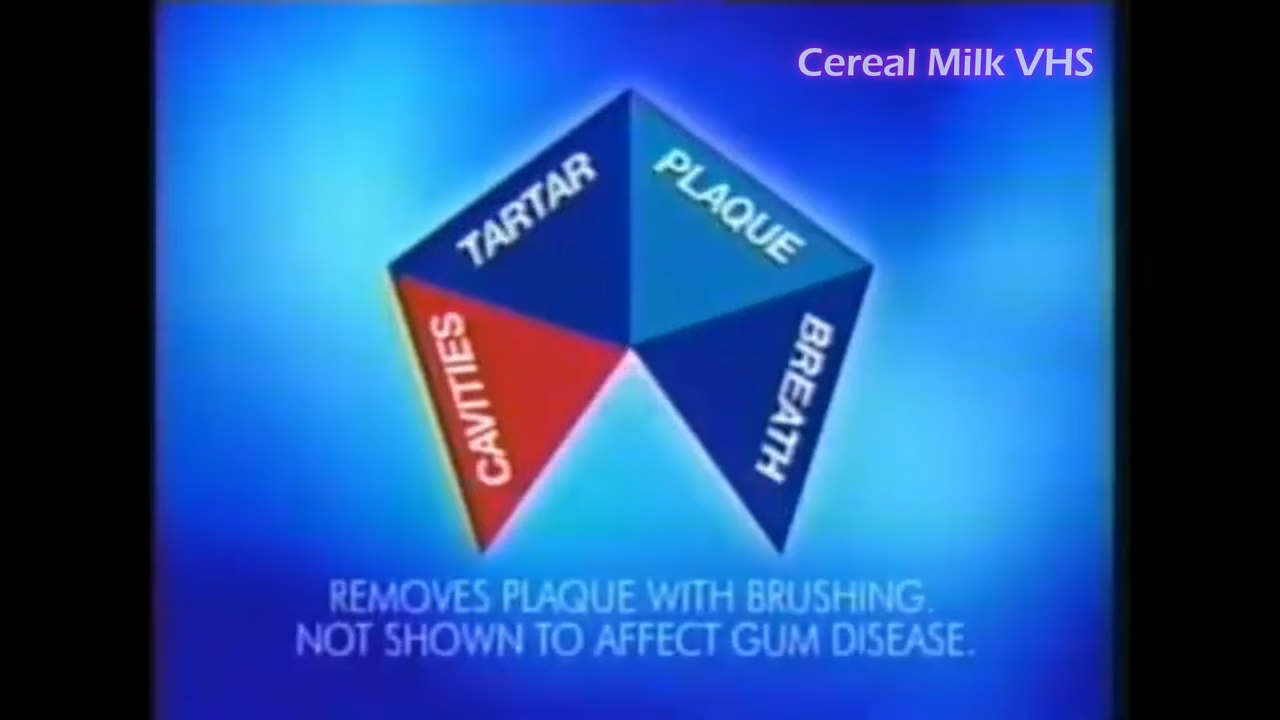 Cereal Milk VHS
TARTAR
PLAQUE
CAVITIES
BREATH
REMOVES PLAQUE WITH BRUSHING.
NOT SHOWN TO AFFECT GUM DISEASE.